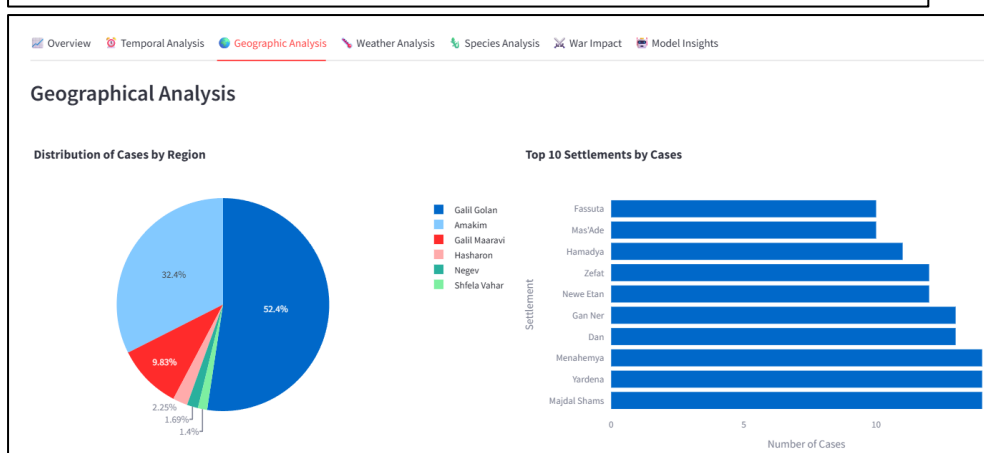 Overview Temporal Analysis Geographic Analysis Weather Analysis Species Analysis War Impact Model Insights
Geographical Analysis
Distribution of Cases by Region
52.4%
32.4%
9.83%
2.25%
1.69%
1.4%
Galil Golan
Amakim
Galil Maaravi
Hasharon
Negev
Shfela Vahar
Top 10 Settlements by Cases
Settlement
Fassuta
Mas'Ade
Hamadya
Zefat
Newe Etan
Gan Ner
Dan
Menahemya
Yardena
Majdal Shams
0 5 10
Number of Cases